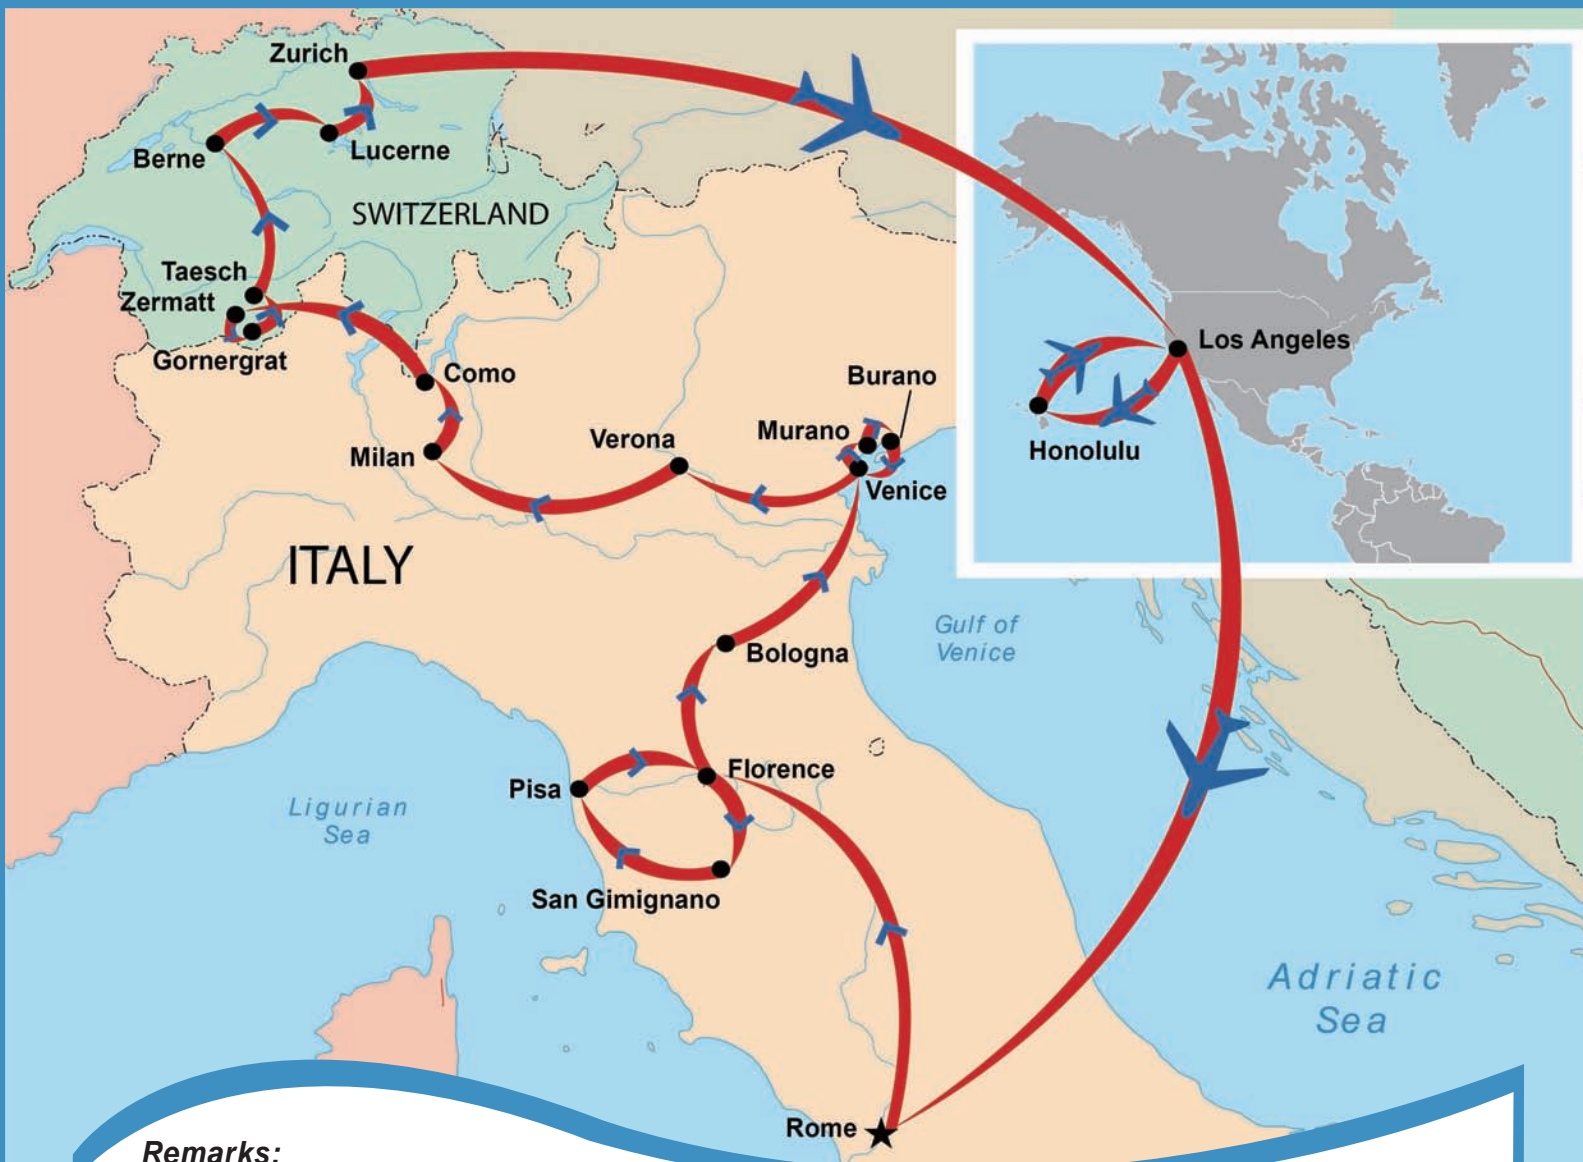 Zurich
Berne
Lucerne
SWITZERLAND
Taesch
Zermatt
Gornergrat
Como
Milan
Verona
Burano
Murano
Venice
Los Angeles
Honolulu
ITALY
Bologna
Gulf of
Venice
Florence
Pisa
Ligurian
Sea
San Gimignano
Adriatic
Sea
Rome
Remarks: